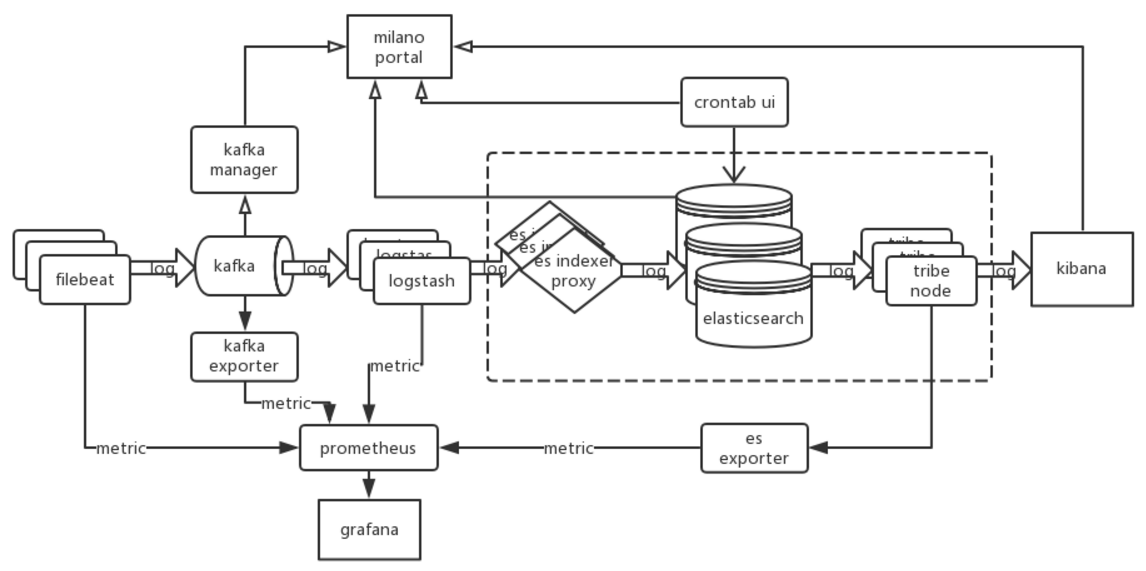 milano
portal
crontab ui
kafka
manager
es i
es in
tribe
logstas
tribe
filebeat
log
kafka
log
logstash
log
es indexer
proxy
log
elasticsearch
log
tribe
node
log
kibana
kafka
exporter
metric
metric
metric
prometheus
metric
es
exporter
grafana